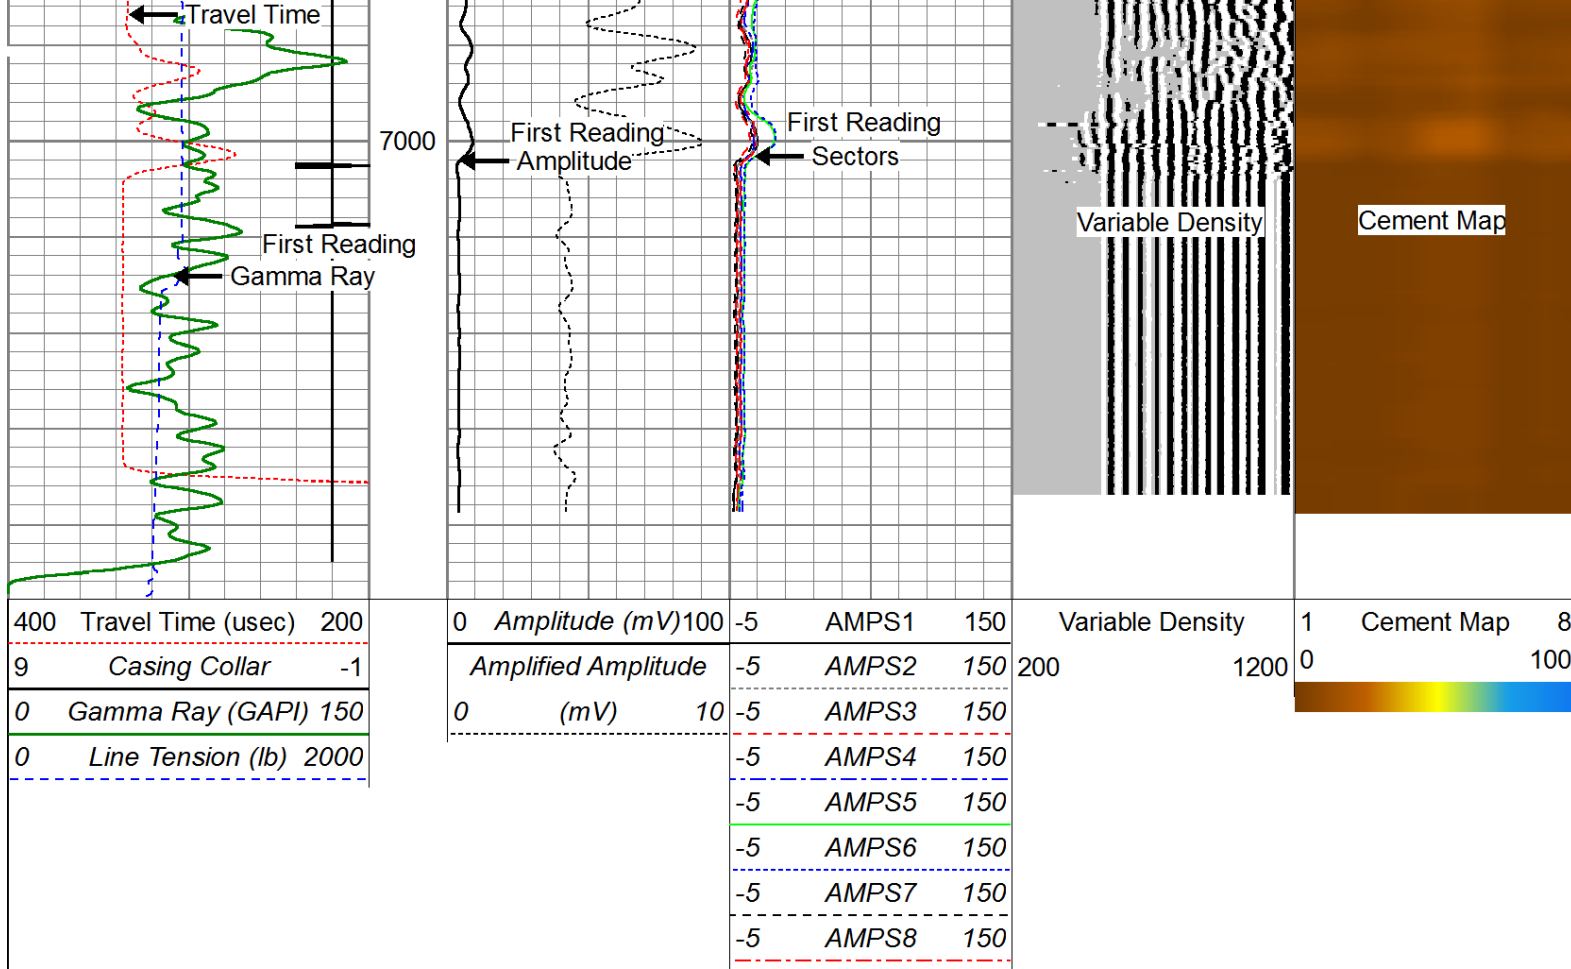 Travel Time
7000
First Reading
Amplitude
First Reading
Sectors
First Reading
Gamma Ray
Variable Density
Cement Map
400 Travel Time (usec) 200
9 Casing Collar -1
0 Gamma Ray (GAPI) 150
0 Line Tension (lb) 2000
0 Amplitude (mV) 100
Amplified Amplitude
0 (mV) 10
-5 AMPS1 150
-5 AMPS2 150
-5 AMPS3 150
-5 AMPS4 150
-5 AMPS5 150
-5 AMPS6 150
-5 AMPS7 150
-5 AMPS8 150
Variable Density
200 1200
1 Cement Map 8
0 100